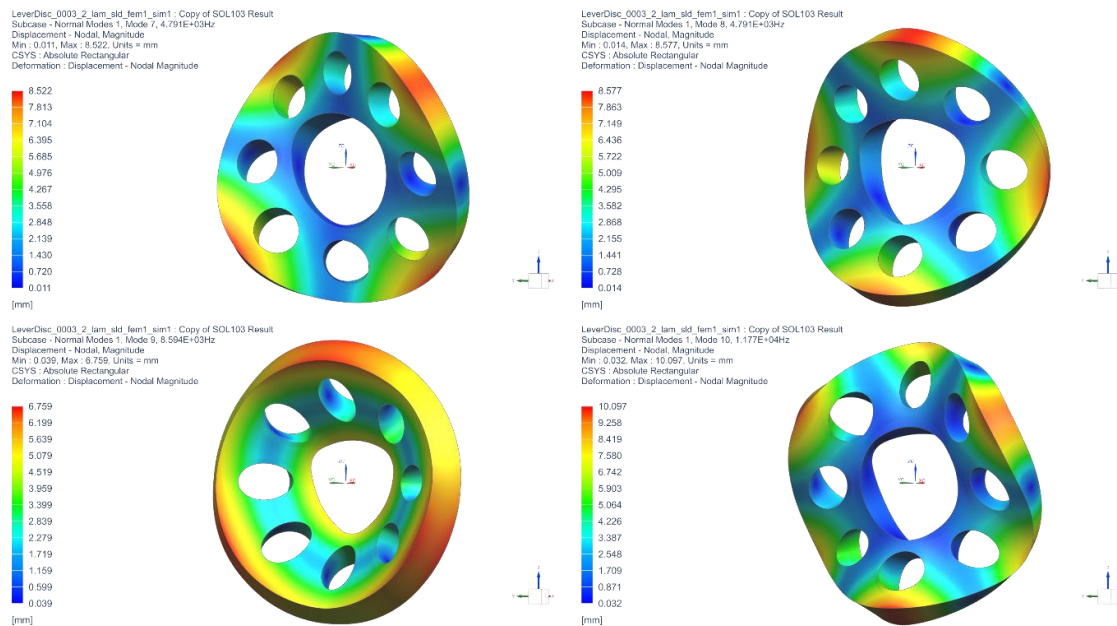 LeverDisc_0003_2_lam_sld_fem1_sim1 : Copy of SOL103 Result
Subcase - Normal Modes 1, Mode 7, 4.791E+03Hz
Displacement - Nodal, Magnitude
Min : 0.011, Max : 8.522, Units = mm
CSYS : Absolute Rectangular
Deformation : Displacement - Nodal Magnitude
8.522
7.813
7.104
6.395
5.685
4.976
4.267
3.558
2.848
2.139
1.430
0.720
0.011
[mm]
LeverDisc_0003_2_lam_sld_fem1_sim1 : Copy of SOL103 Result
Subcase - Normal Modes 1, Mode 8, 4.791E+03Hz
Displacement - Nodal, Magnitude
Min : 0.014, Max : 8.577, Units = mm
CSYS : Absolute Rectangular
Deformation : Displacement - Nodal Magnitude
8.577
7.863
7.149
6.436
5.722
5.009
4.295
3.582
2.868
2.155
1.441
0.728
0.014
[mm]
LeverDisc_0003_2_lam_sld_fem1_sim1 : Copy of SOL103 Result
Subcase - Normal Modes 1, Mode 9, 8.594E+03Hz
Displacement - Nodal, Magnitude
Min : 0.039, Max : 6.759, Units = mm
CSYS : Absolute Rectangular
Deformation : Displacement - Nodal Magnitude
6.759
6.199
5.639
5.079
4.519
3.959
3.399
2.839
2.279
1.719
1.159
0.599
0.039
[mm]
LeverDisc_0003_2_lam_sld_fem1_sim1 : Copy of SOL103 Result
Subcase - Normal Modes 1, Mode 10, 1.177E+04Hz
Displacement - Nodal, Magnitude
Min : 0.032, Max : 10.097, Units = mm
CSYS : Absolute Rectangular
Deformation : Displacement - Nodal Magnitude
10.097
9.258
8.419
7.580
6.742
5.903
5.064
4.226
3.387
2.548
1.709
0.871
0.032
[mm]